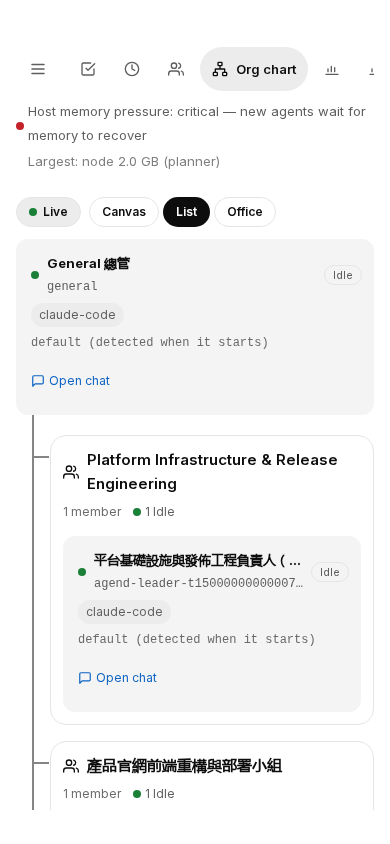 Org chart
Host memory pressure: critical — new agents wait for
memory to recover
Largest: node 2.0 GB (planner)
Live
Canvas
List
Office
General 總管
Idle
general
claude-code
default (detected when it starts)
Open chat
Platform Infrastructure & Release
Engineering
1 member
1 Idle
平台基礎設施與發佈工程負責人（…
Idle
agend-leader-t15000000000007…
claude-code
default (detected when it starts)
Open chat
產品官網前端重構與部署小組
1 member
1 Idle